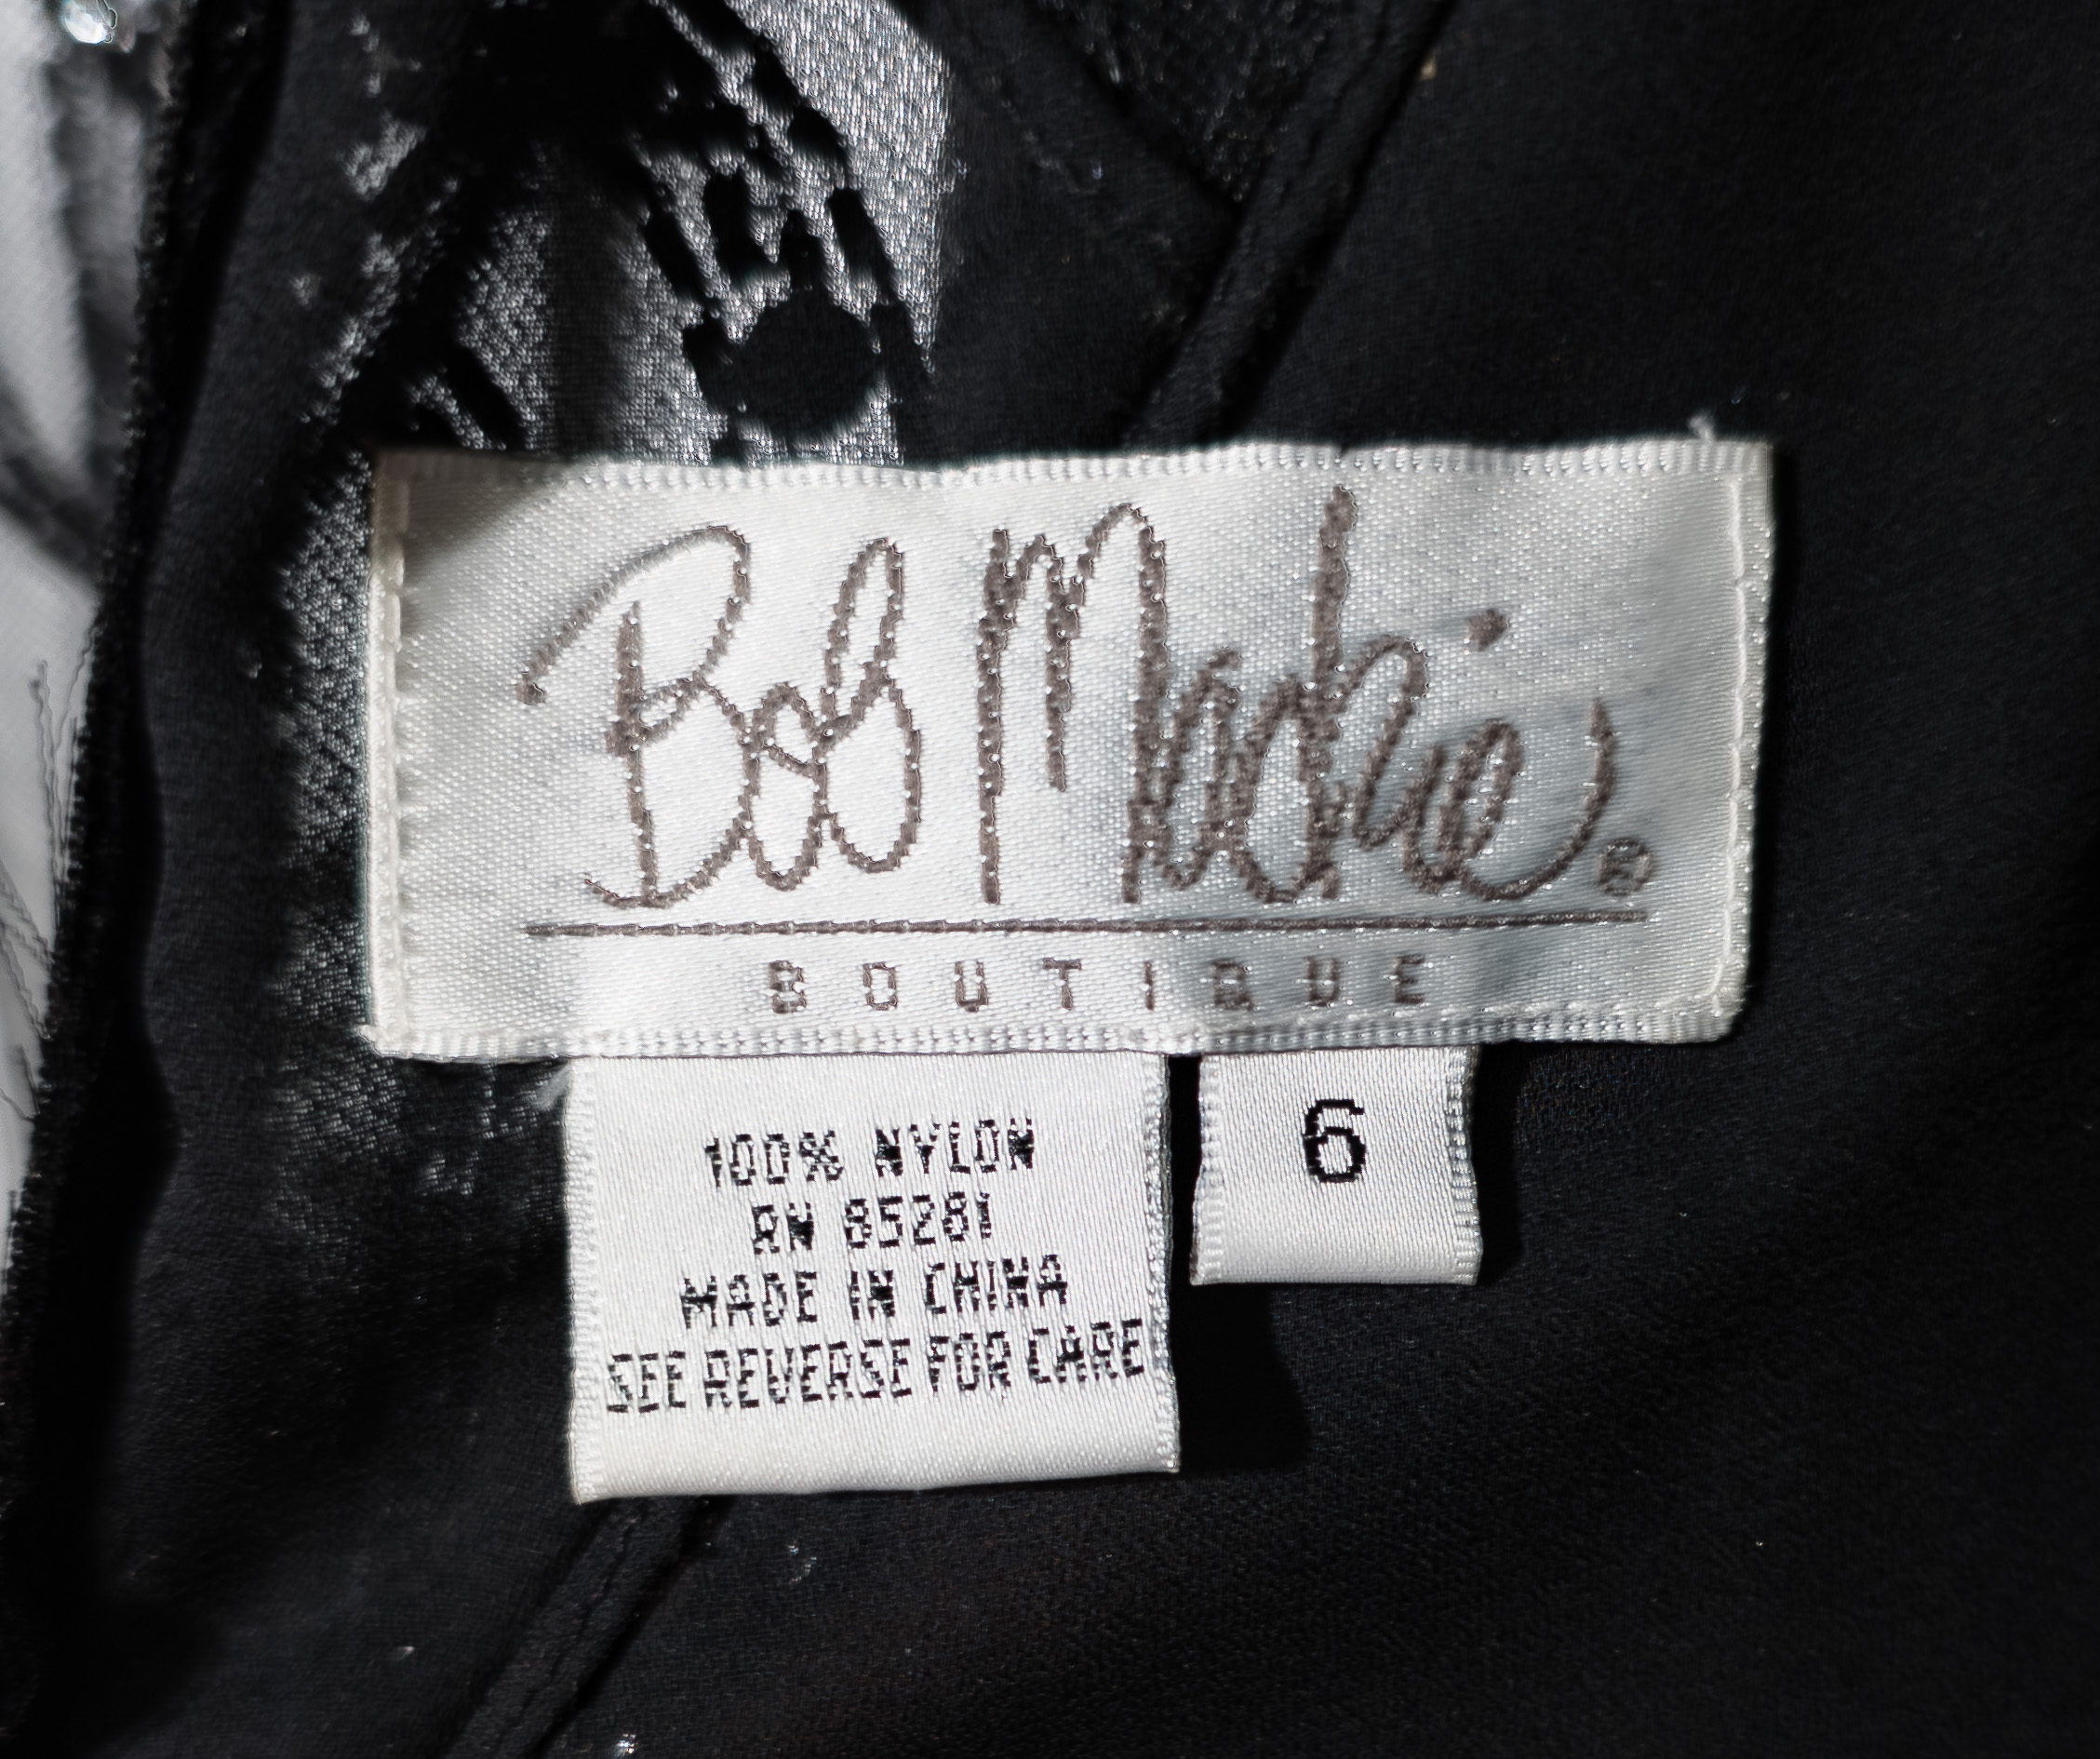 Bob Mackie®
BOUTIQUE
100% NYLON
RN 85281
MADE IN CHINA
SEE REVERSE FOR CARE
6